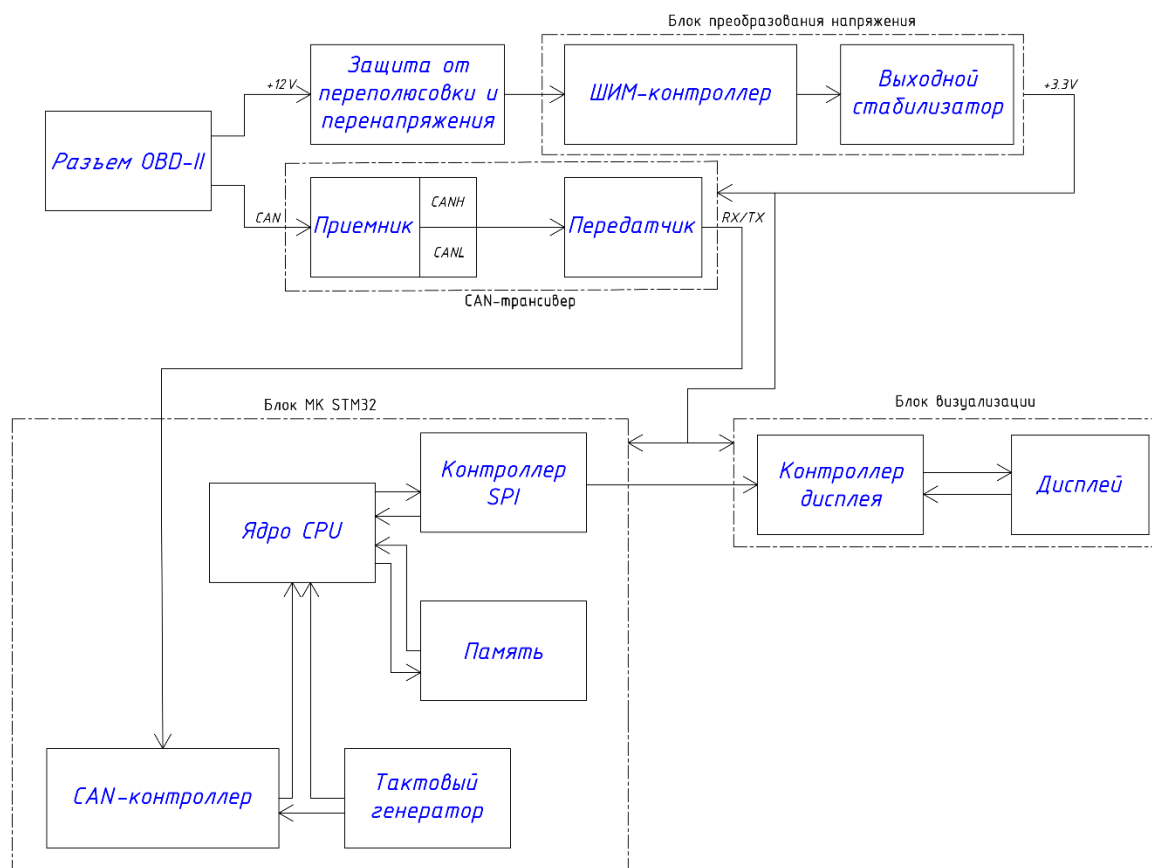 Блок преобразования напряжения
+12V
Защита от
переполюсовки и
перенапряжения
ШИМ-контроллер
Выходной
стабилизатор
+3.3V
Разъем OBD-II
CAN
Приемник
CANH
CANL
Передатчик
RX/TX
CAN-трансивер
Блок МК STM32
Блок визуализации
Контроллер
SPI
Контроллер
дисплея
Дисплей
Ядро CPU
Память
CAN-контроллер
Тактовый
генератор